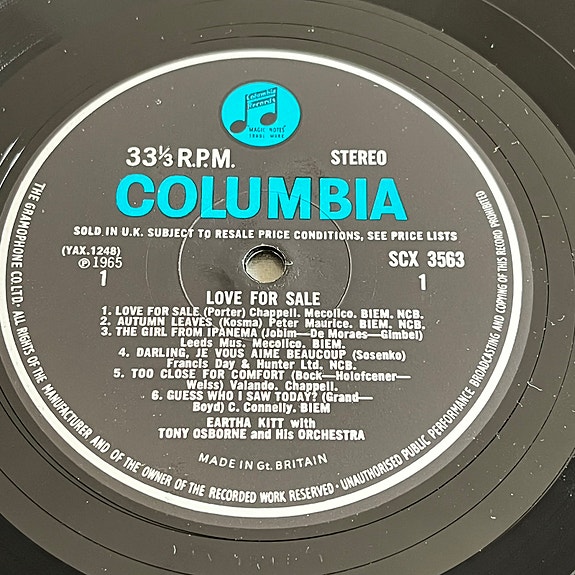 Columbia
Records
MAGIC NOTES
TRADE MARK
33⅓ R.P.M.
STEREO
COLUMBIA
SOLD IN U.K. SUBJECT TO RESALE PRICE CONDITIONS, SEE PRICE LISTS
(YAX.1248)
℗ 1965
1
SCX 3563
1
LOVE FOR SALE
1. LOVE FOR SALE (Porter) Chappell. Mecolico. BIEM. NCB.
2. AUTUMN LEAVES (Kosma) Peter Maurice. BIEM. NCB.
3. THE GIRL FROM IPANEMA (Jobim—De Moraes—Gimbel)
Leeds Mus. Mecolico. BIEM.
4. DARLING, JE VOUS AIME BEAUCOUP (Sosenko)
Francis Day & Hunter Ltd. NCB.
5. TOO CLOSE FOR COMFORT (Bock—Holofcener—
Weiss) Valando. Chappell.
6. GUESS WHO I SAW TODAY? (Grand—
Boyd) C. Connelly. BIEM
EARTHA KITT with
TONY OSBORNE and His ORCHESTRA
MADE IN Gt. BRITAIN
THE GRAMOPHONE CO. LTD. · ALL RIGHTS OF THE MANUFACTURER AND OF THE OWNER OF THE RECORDED WORK RESERVED · UNAUTHORISED PUBLIC PERFORMANCE BROADCASTING AND COPYING OF THIS RECORD PROHIBITED